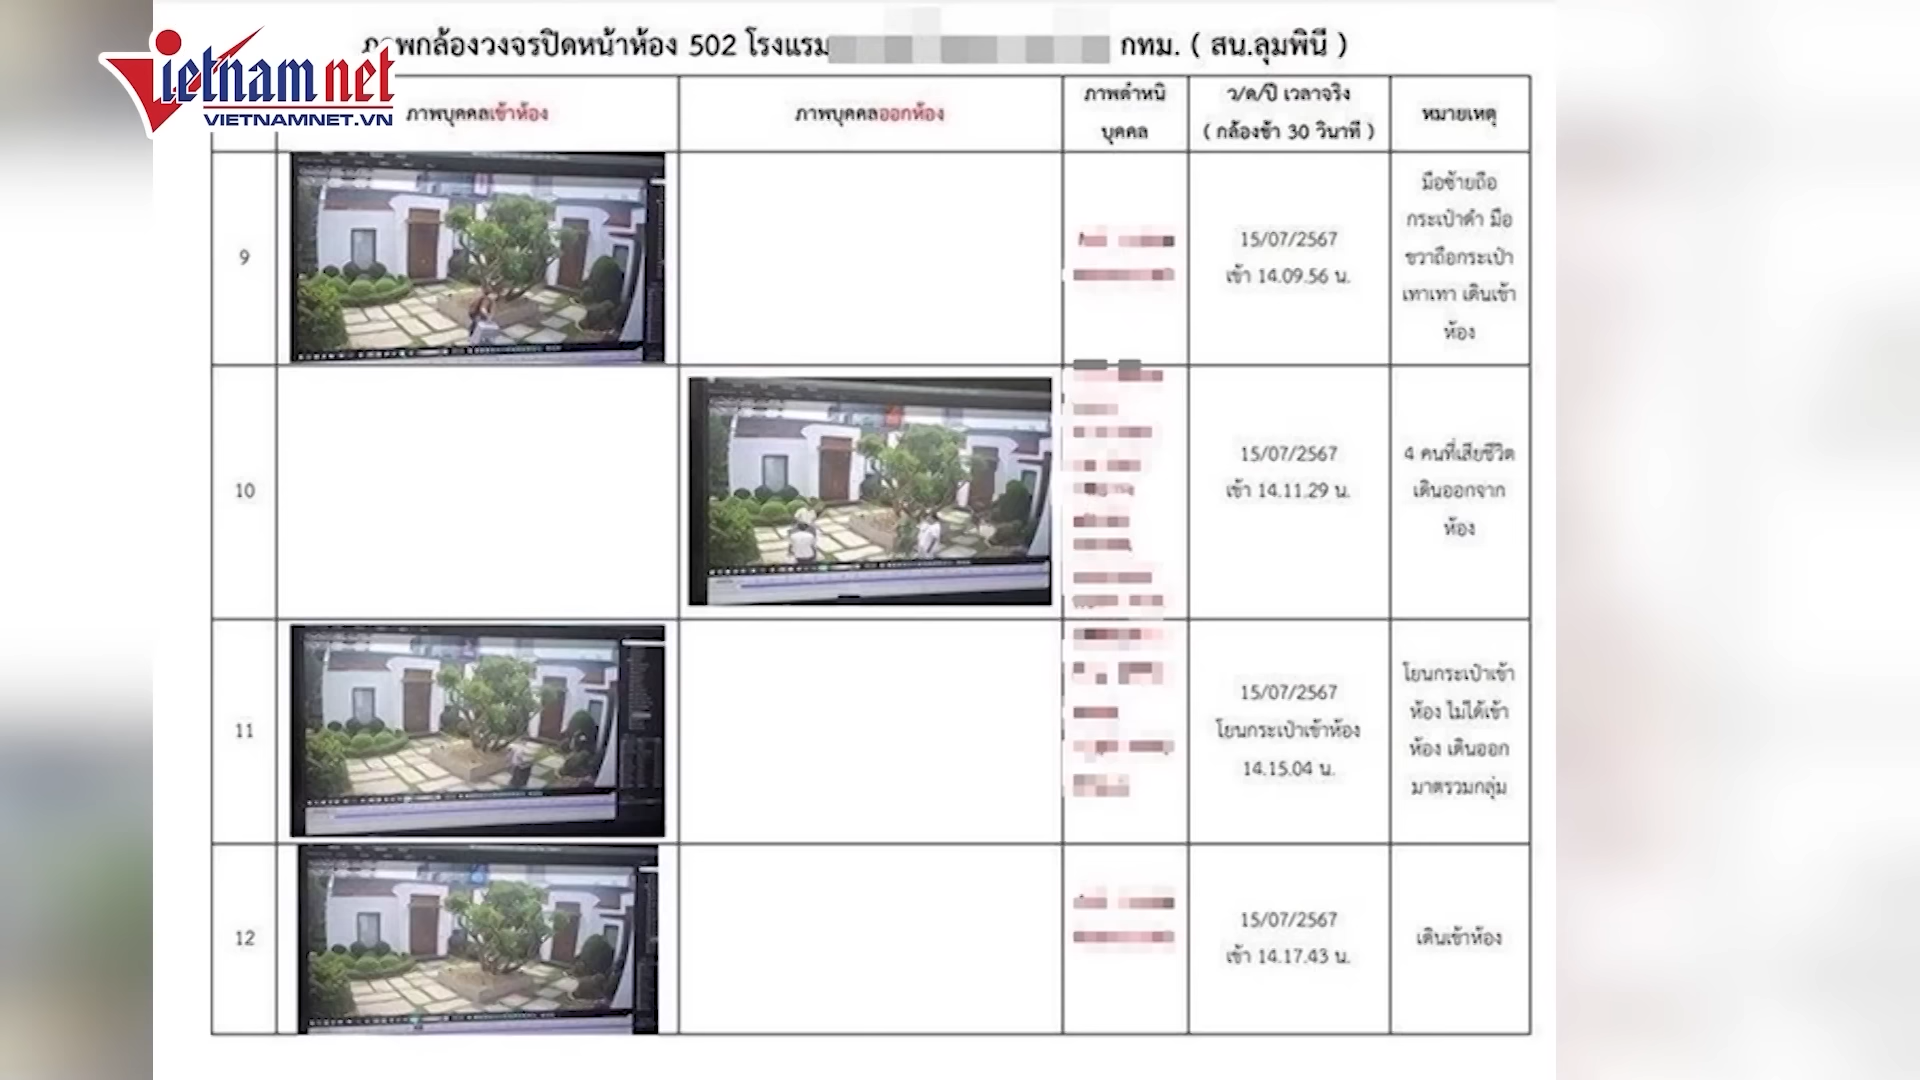 ภาพกล้องวงจรปิดหน้าห้อง 502 โรงแรม กทม. ( สน.ลุมพินี )
Vietnam net
VIETNAMNET.VN
ภาพบุคคลเข้าห้อง
ภาพบุคคลออกห้อง
ภาพตำหนิ
บุคคล
ว/ด/ปี เวลาจริง
( กล้องช้า 30 วินาที )
หมายเหตุ
9
15/07/2567
เข้า 14.09.56 น.
มือซ้ายถือ
กระเป๋าดำ มือ
ขวาถือกระเป๋า
เทาเทา เดินเข้า
ห้อง
10
15/07/2567
เข้า 14.11.29 น.
4 คนที่เสียชีวิต
เดินออกจาก
ห้อง
11
15/07/2567
โยนกระเป๋าเข้าห้อง
14.15.04 น.
โยนกระเป๋าเข้า
ห้อง ไม่ได้เข้า
ห้อง เดินออก
มาตรวมกลุ่ม
12
15/07/2567
เข้า 14.17.43 น.
เดินเข้าห้อง